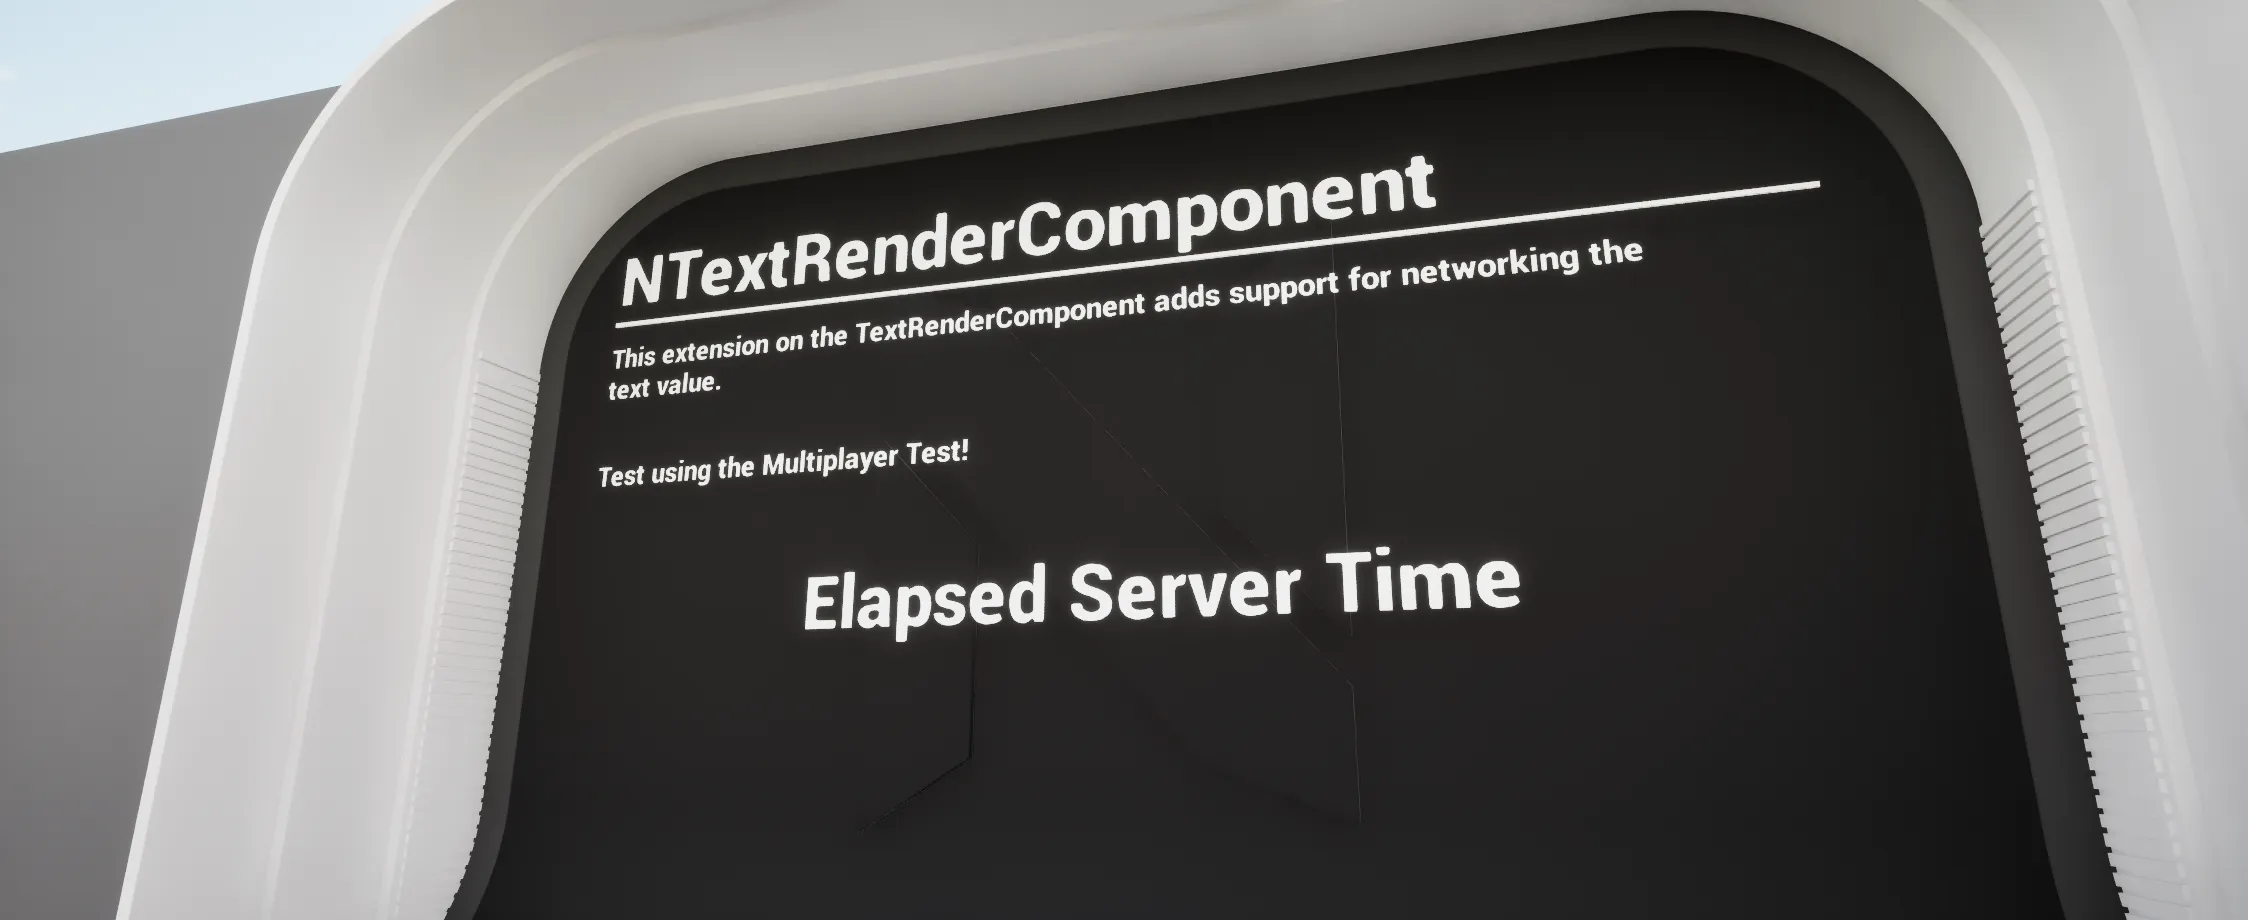 NTextRenderComponent
This extension on the TextRenderComponent adds support for networking the
text value.
Test using the Multiplayer Test!
Elapsed Server Time